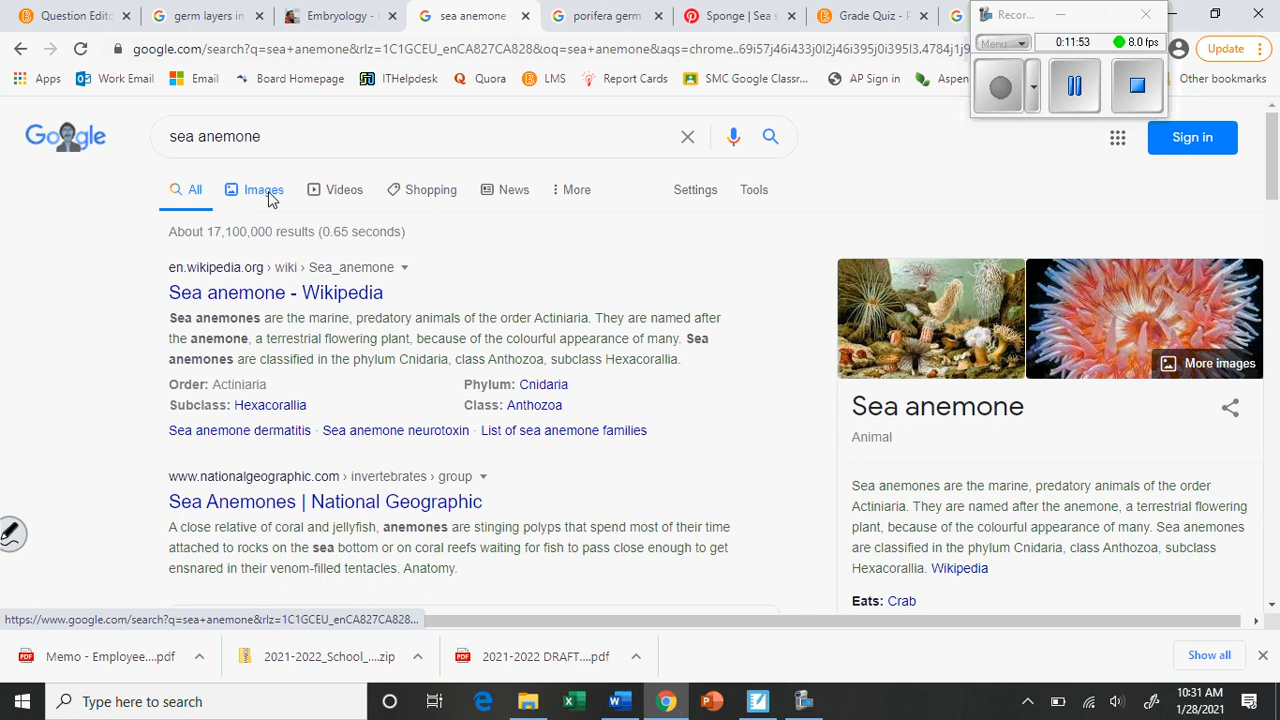 Question Edito
germ layers in
Embryology -
sea anemone
porifera germ
Sponge | Sea s
Grade Quiz - F
Recor...
Menu
0:11:53
8.0 fps
google.com/search?q=sea+anemone&rlz=1C1GCEU_enCA827CA828&oq=sea+anemone&aqs=chrome..69i57j46i433j0l2j46i395j0i395l3.4784j1j9
Update
Apps
Work Email
Email
Board Homepage
ITHelpdesk
Quora
LMS
Report Cards
SMC Google Classr...
AP Sign in
Aspen
Other bookmarks
Google
sea anemone
Sign in
All
Images
Videos
Shopping
News
More
Settings
Tools
About 17,100,000 results (0.65 seconds)
en.wikipedia.org › wiki › Sea_anemone
Sea anemone - Wikipedia
Sea anemones are the marine, predatory animals of the order Actiniaria. They are named after
the anemone, a terrestrial flowering plant, because of the colourful appearance of many. Sea
anemones are classified in the phylum Cnidaria, class Anthozoa, subclass Hexacorallia.
Order: Actiniaria Phylum: Cnidaria
Subclass: Hexacorallia Class: Anthozoa
Sea anemone dermatitis · Sea anemone neurotoxin · List of sea anemone families
www.nationalgeographic.com › invertebrates › group
Sea Anemones | National Geographic
A close relative of coral and jellyfish, anemones are stinging polyps that spend most of their time
attached to rocks on the sea bottom or on coral reefs waiting for fish to pass close enough to get
ensnared in their venom-filled tentacles. Anatomy.
More images
Sea anemone
Animal
Sea anemones are the marine, predatory animals of the order
Actiniaria. They are named after the anemone, a terrestrial flowering
plant, because of the colourful appearance of many. Sea anemones
are classified in the phylum Cnidaria, class Anthozoa, subclass
Hexacorallia. Wikipedia
Eats: Crab
https://www.google.com/search?q=sea+anemone&rlz=1C1GCEU_enCA827CA828...
Memo - Employee....pdf
2021-2022_School_....zip
2021-2022 DRAFT....pdf
Show all
Type here to search
10:31 AM
1/28/2021